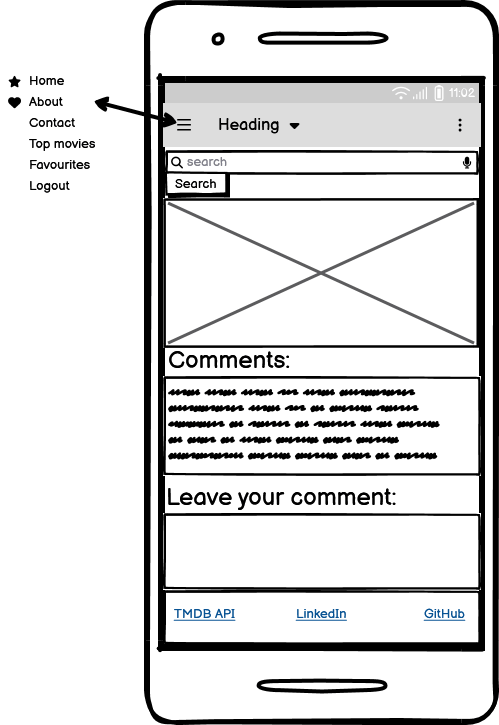 Home
About
Contact
Top movies
Favourites
Logout
11:02
Heading
search
Search
Comments:
Leave your comment:
TMDB API LinkedIn GitHub